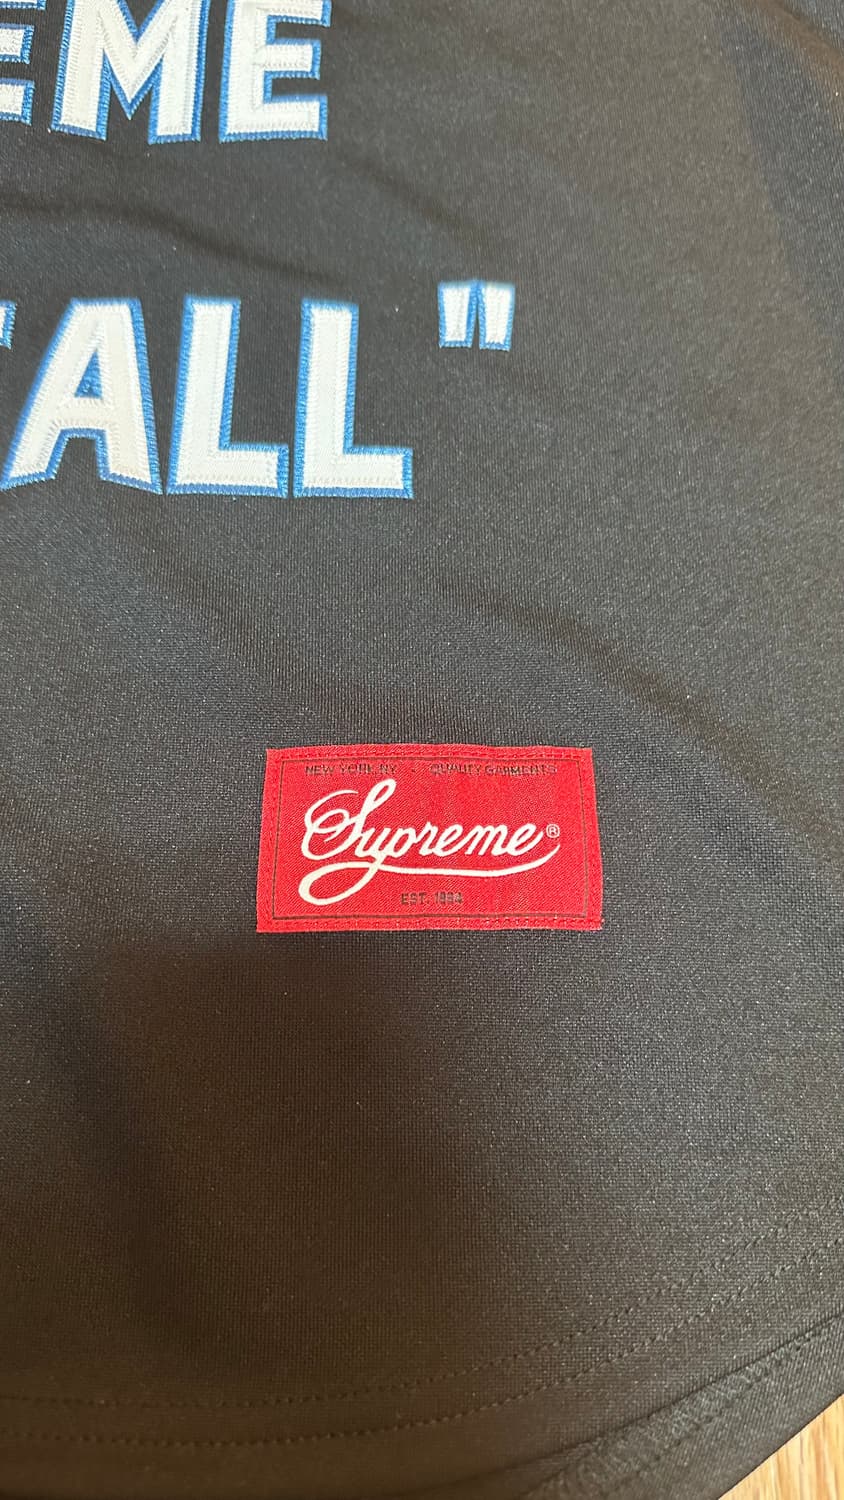 EME
ALL"
NEW YORK, NY · QUALITY GARMENTS
Supreme®
EST. 1994